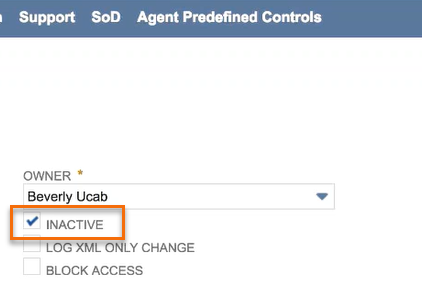 Support SoD Agent Predefined Controls
OWNER *
Beverly Ucab
INACTIVE
LOG XML ONLY CHANGE
BLOCK ACCESS